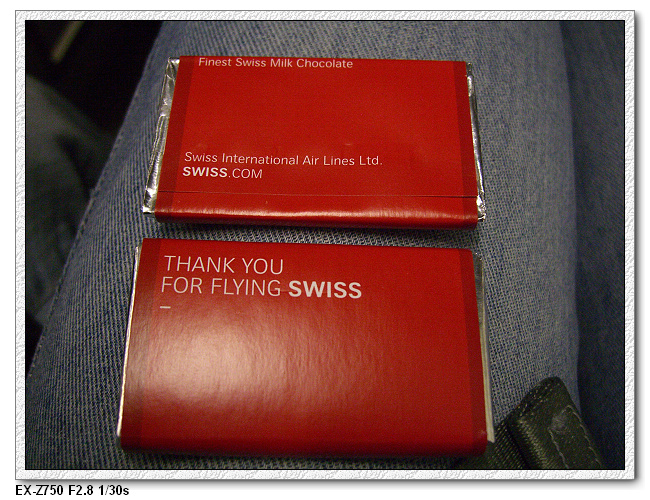 Finest Swiss Milk Chocolate
Swiss International Air Lines Ltd.
SWISS.COM
THANK YOU
FOR FLYING SWISS
EX-Z750 F2.8 1/30s